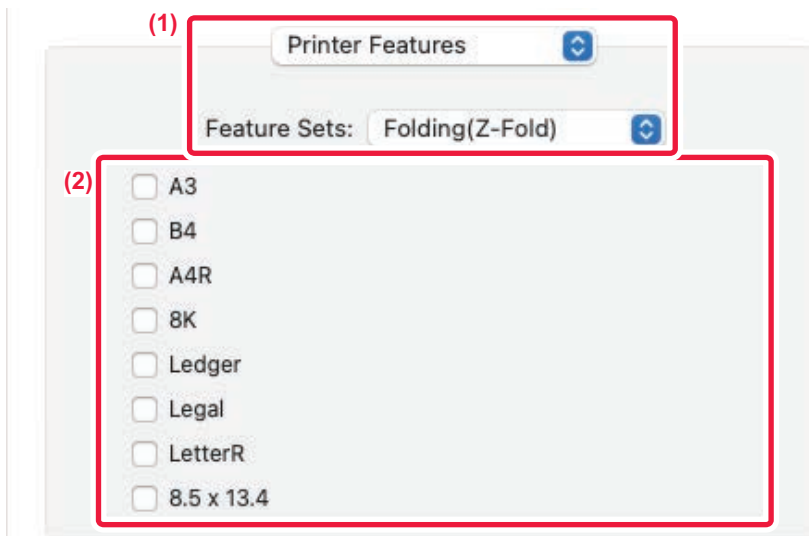 (1)
Printer Features
Feature Sets: Folding(Z-Fold)
(2)
A3
B4
A4R
8K
Ledger
Legal
LetterR
8.5 x 13.4